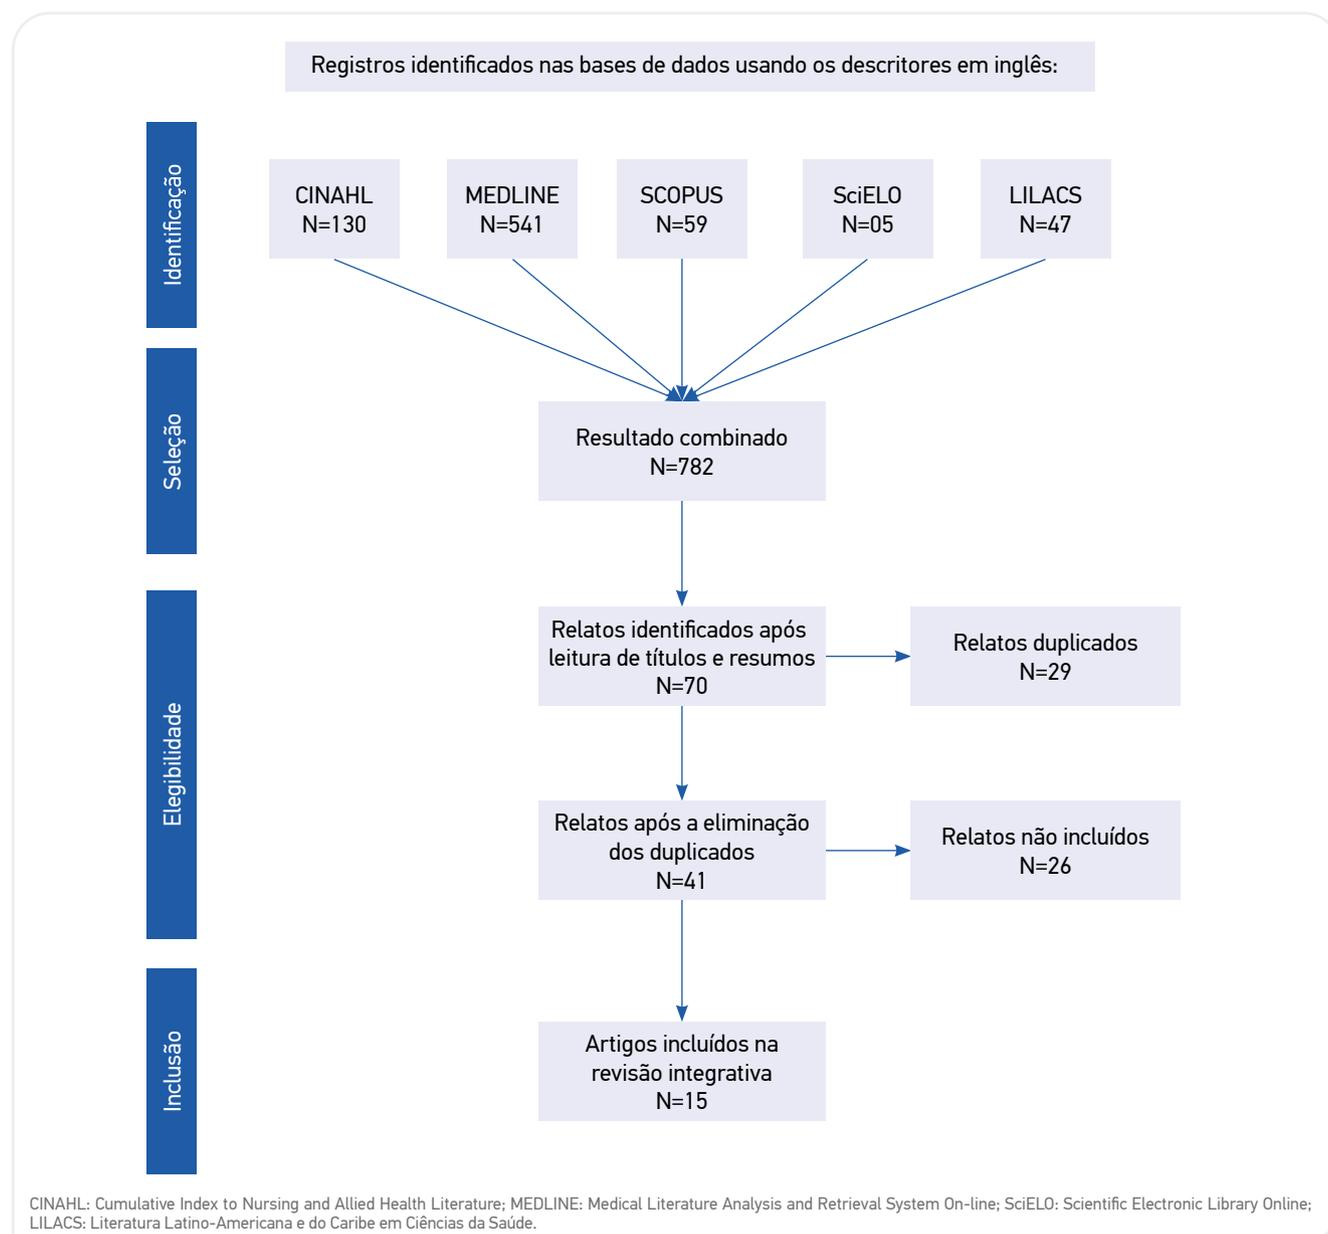 Registros identificados nas bases de dados usando os descritores em inglês:
Identificação
CINAHL
N=130
MEDLINE
N=541
SCOPUS
N=59
SciELO
N=05
LILACS
N=47
Seleção
Resultado combinado
N=782
Elegibilidade
Relatos identificados após
leitura de títulos e resumos
N=70
Relatos duplicados
N=29
Relatos após a eliminação
dos duplicados
N=41
Relatos não incluídos
N=26
Inclusão
Artigos incluídos na
revisão integrativa
N=15
CINAHL: Cumulative Index to Nursing and Allied Health Literature; MEDLINE: Medical Literature Analysis and Retrieval System On-line; SciELO: Scientific Electronic Library Online;
LILACS: Literatura Latino-Americana e do Caribe em Ciências da Saúde.